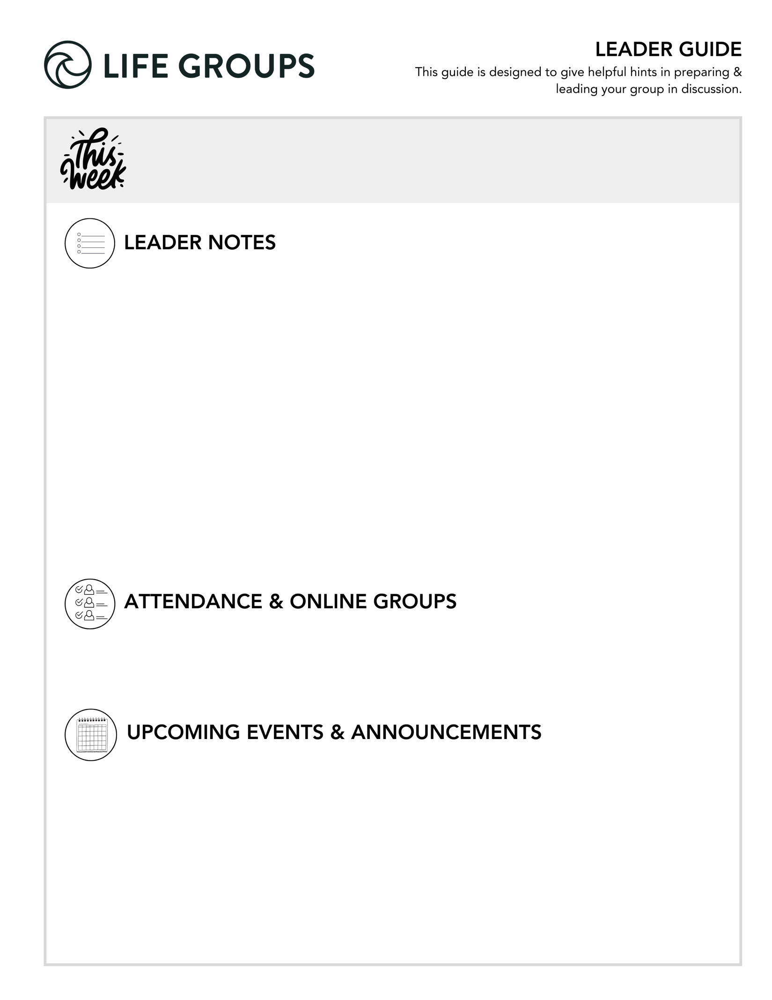 LIFE GROUPS
LEADER GUIDE
This guide is designed to give helpful hints in preparing &
leading your group in discussion.
This
Week
LEADER NOTES
ATTENDANCE & ONLINE GROUPS
UPCOMING EVENTS & ANNOUNCEMENTS